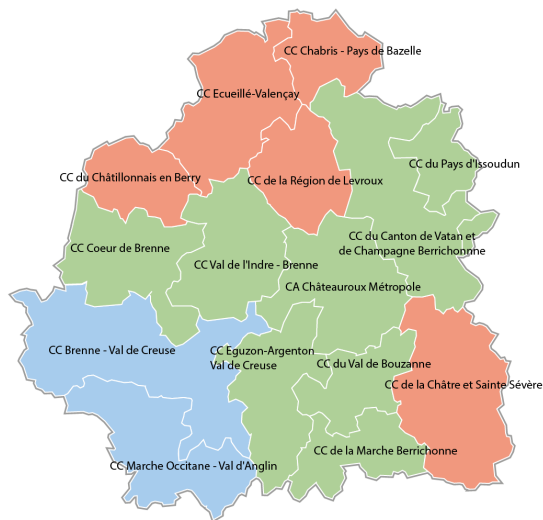 CC Chabris - Pays de Bazelle
CC Ecueillé-Valençay
CC du Pays d'Issoudun
CC du Châtillonnais en Berry
CC de la Région de Levroux
CC du Canton de Vatan et
de Champagne Berrichonnne
CC Coeur de Brenne
CC Val de l'Indre - Brenne
CA Châteauroux Métropole
CC Brenne - Val de Creuse
CC Eguzon-Argenton
Val de Creuse
CC du Val de Bouzanne
CC de la Châtre et Sainte Sévère
CC de la Marche Berrichonne
CC Marche Occitane - Val d'Anglin